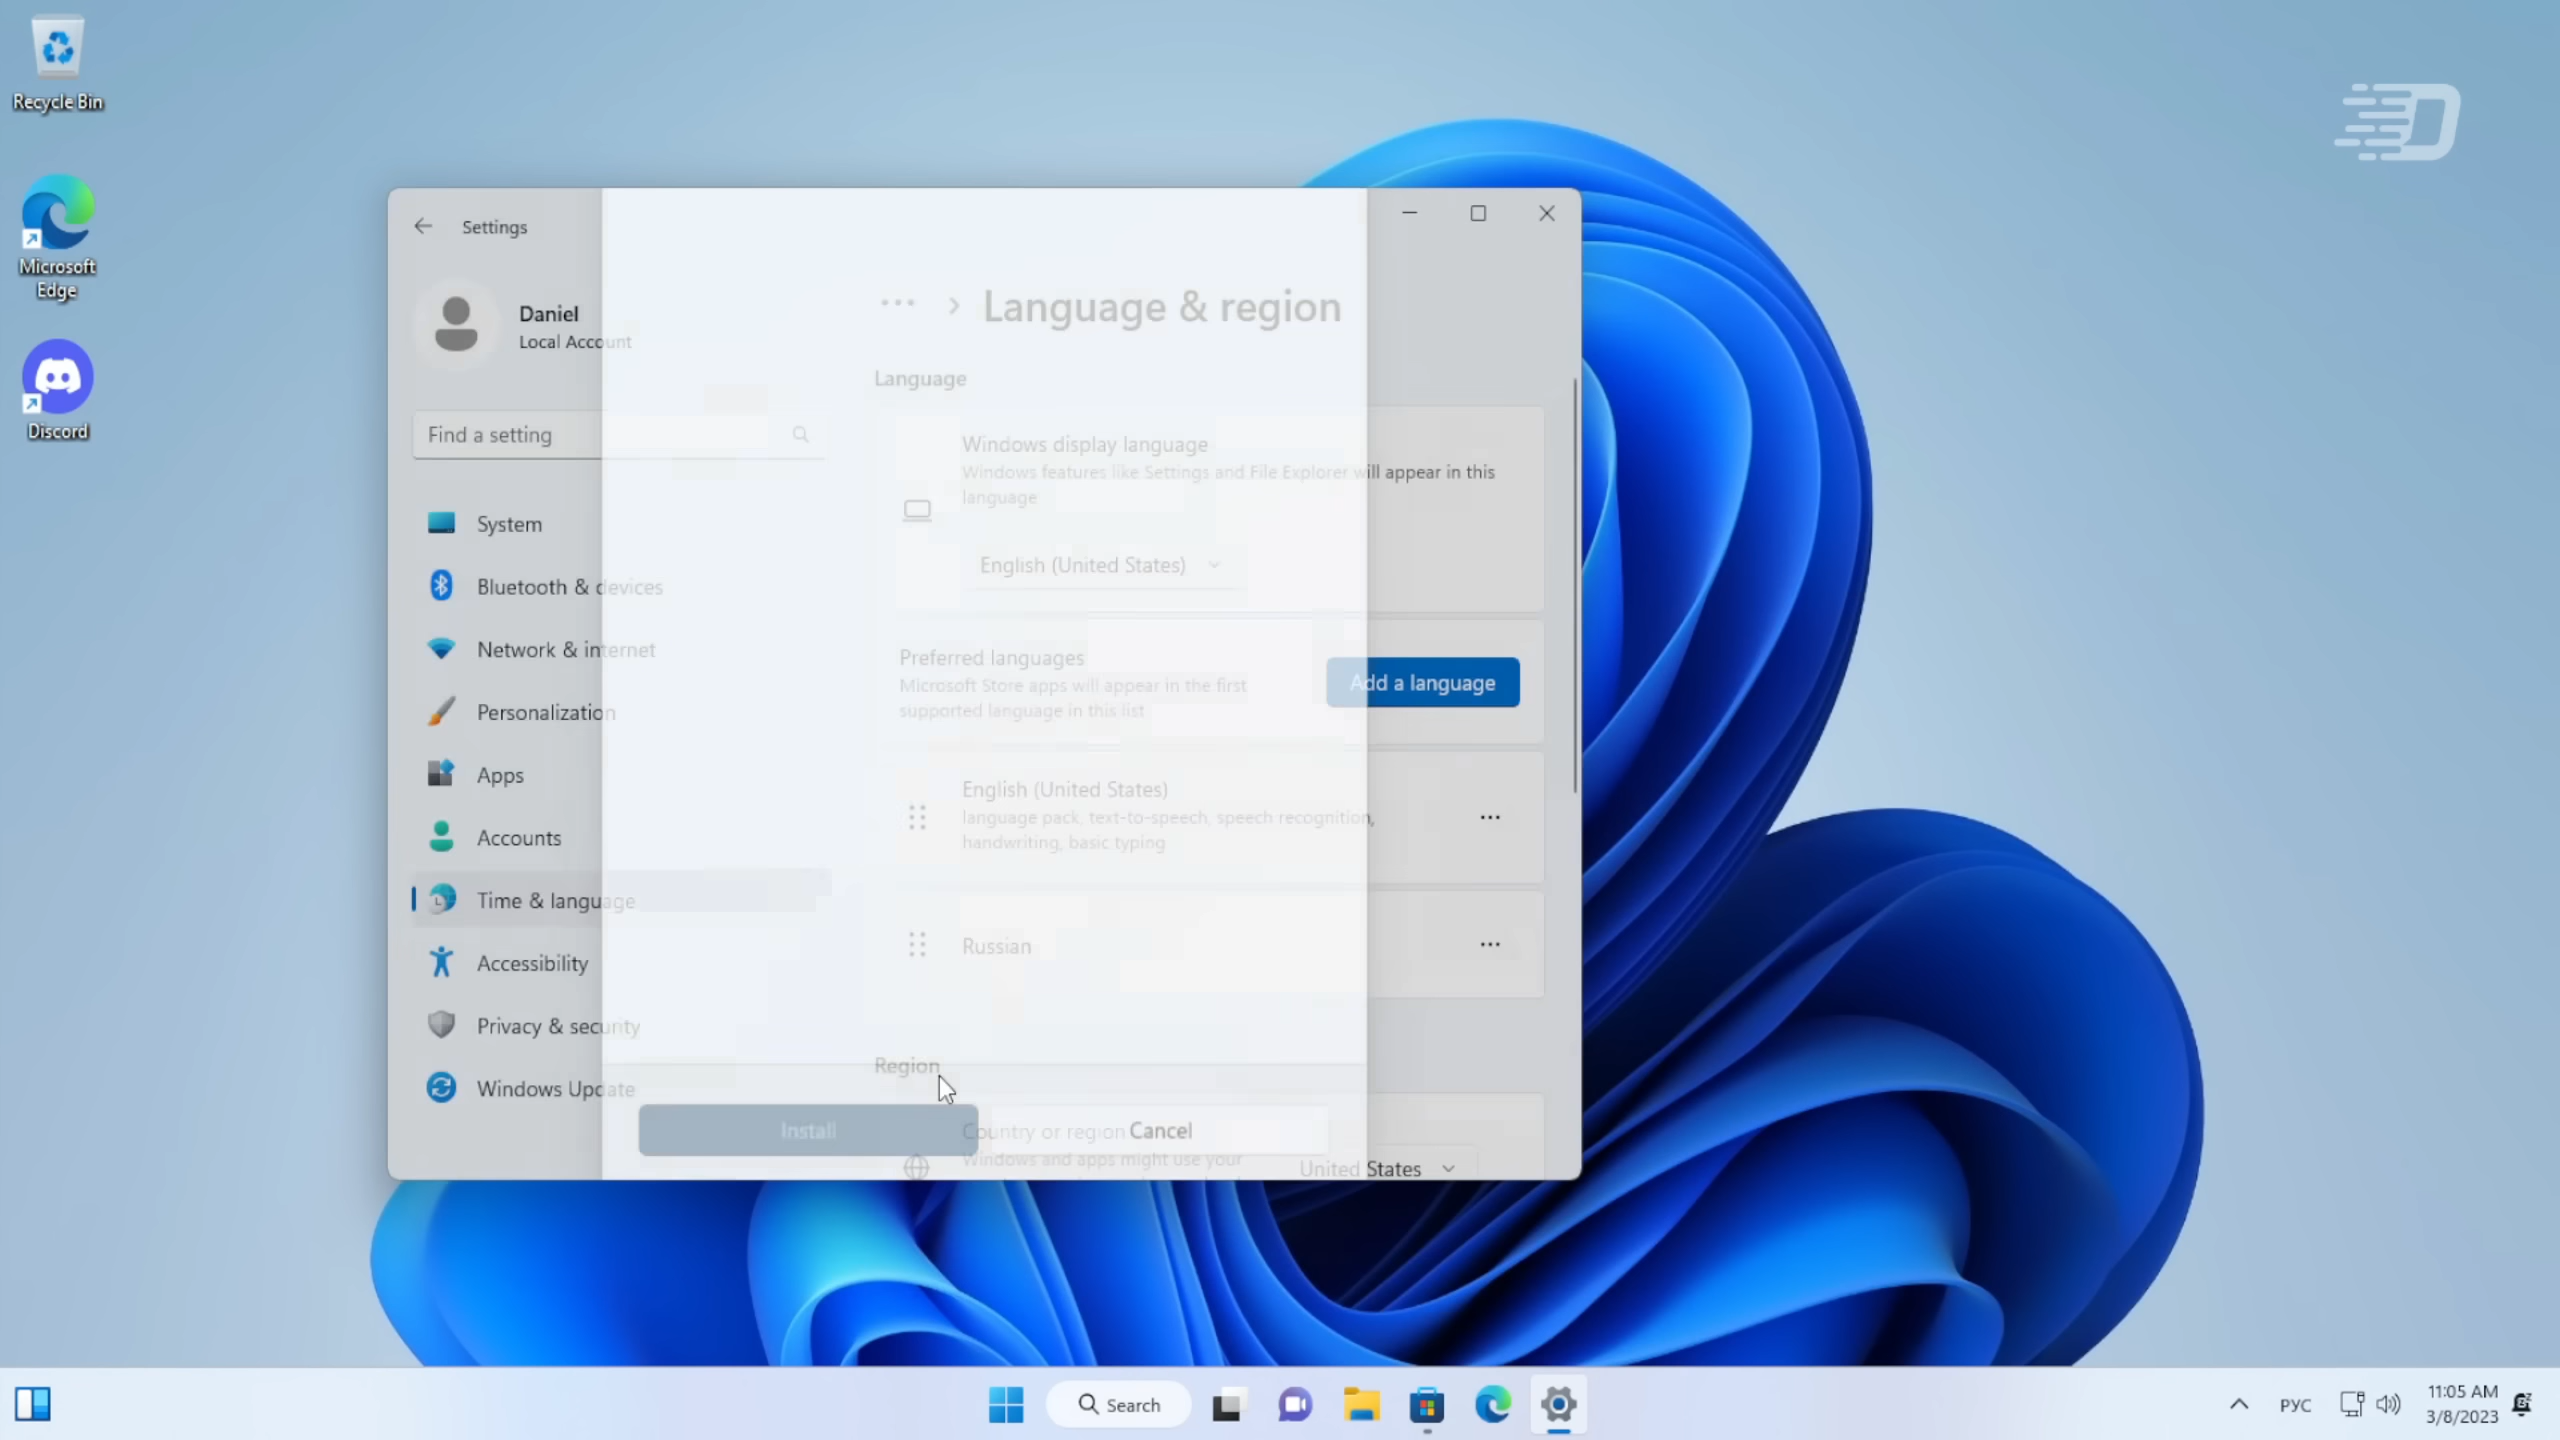 Recycle Bin
Microsoft
Edge
Discord
Settings
Daniel
Local Account
Find a setting
System
Bluetooth & devices
Network & internet
Personalization
Apps
Accounts
Time & language
Accessibility
Privacy & security
Windows Update
Language & region
Language
Windows display language
Windows features like Settings and File Explorer will appear in this
language
English (United States)
Preferred languages
Microsoft Store apps will appear in the first
supported language in this list
Add a language
English (United States)
language pack, text-to-speech, speech recognition,
handwriting, basic typing
Russian
Region
Install
Country or region
Cancel
Windows and apps might use your
United States
Search
РУС
11:05 AM
3/8/2023